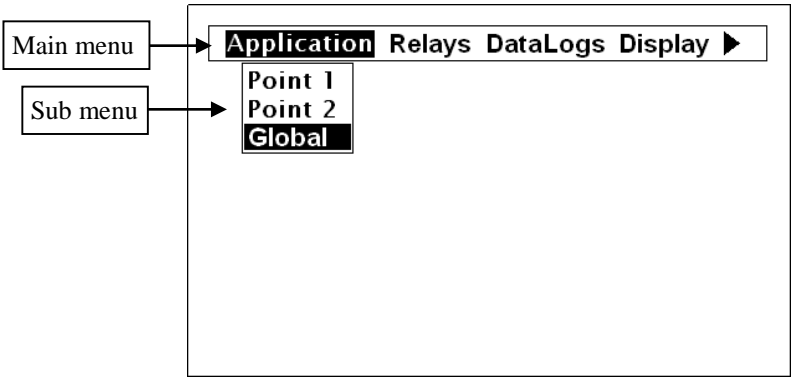 Main menu
Application Relays DataLogs Display
Sub menu
Point 1
Point 2
Global